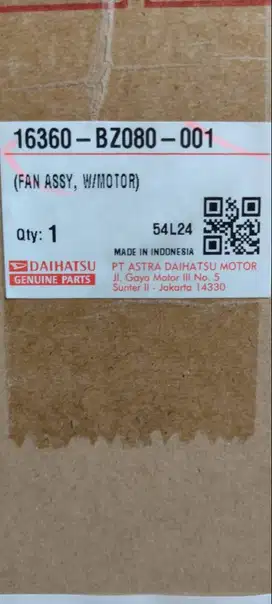 16360-BZ080-001
(FAN ASSY, W/MOTOR)
Qty: 1
54L24
MADE IN INDONESIA
DAIHATSU
GENUINE PARTS
PT ASTRA DAIHATSU MOTOR
Jl. Gaya Motor III No. 5
Sunter II - Jakarta 14330